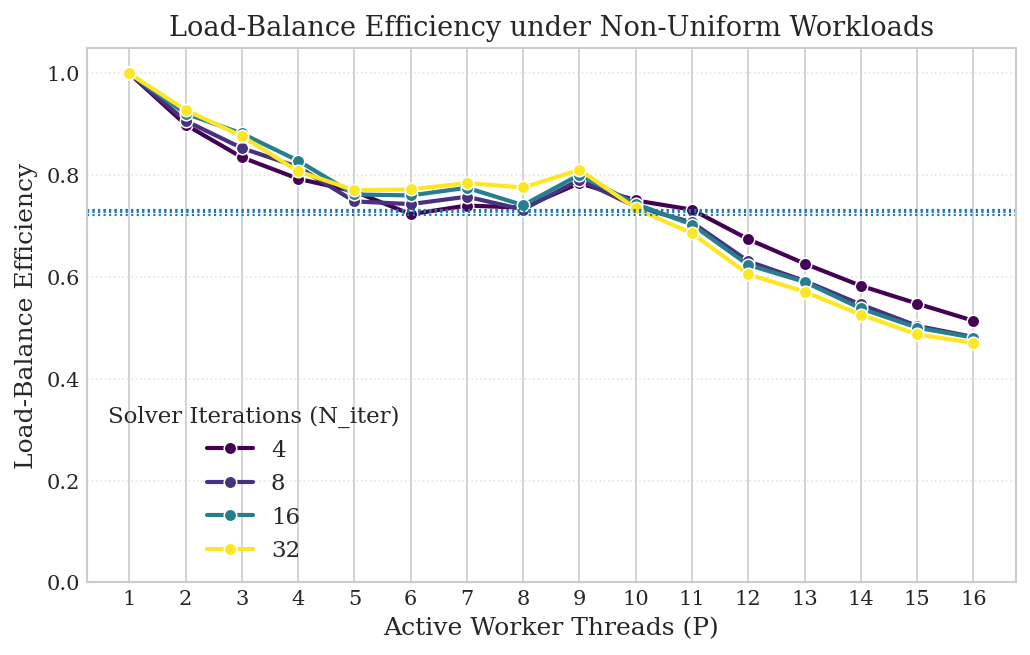 Load-Balance Efficiency under Non-Uniform Workloads
Load-Balance Efficiency
1.0
0.8
0.6
0.4
0.2
0.0
Solver Iterations (N_iter)
4
8
16
32
1 2 3 4 5 6 7 8 9 10 11 12 13 14 15 16
Active Worker Threads (P)